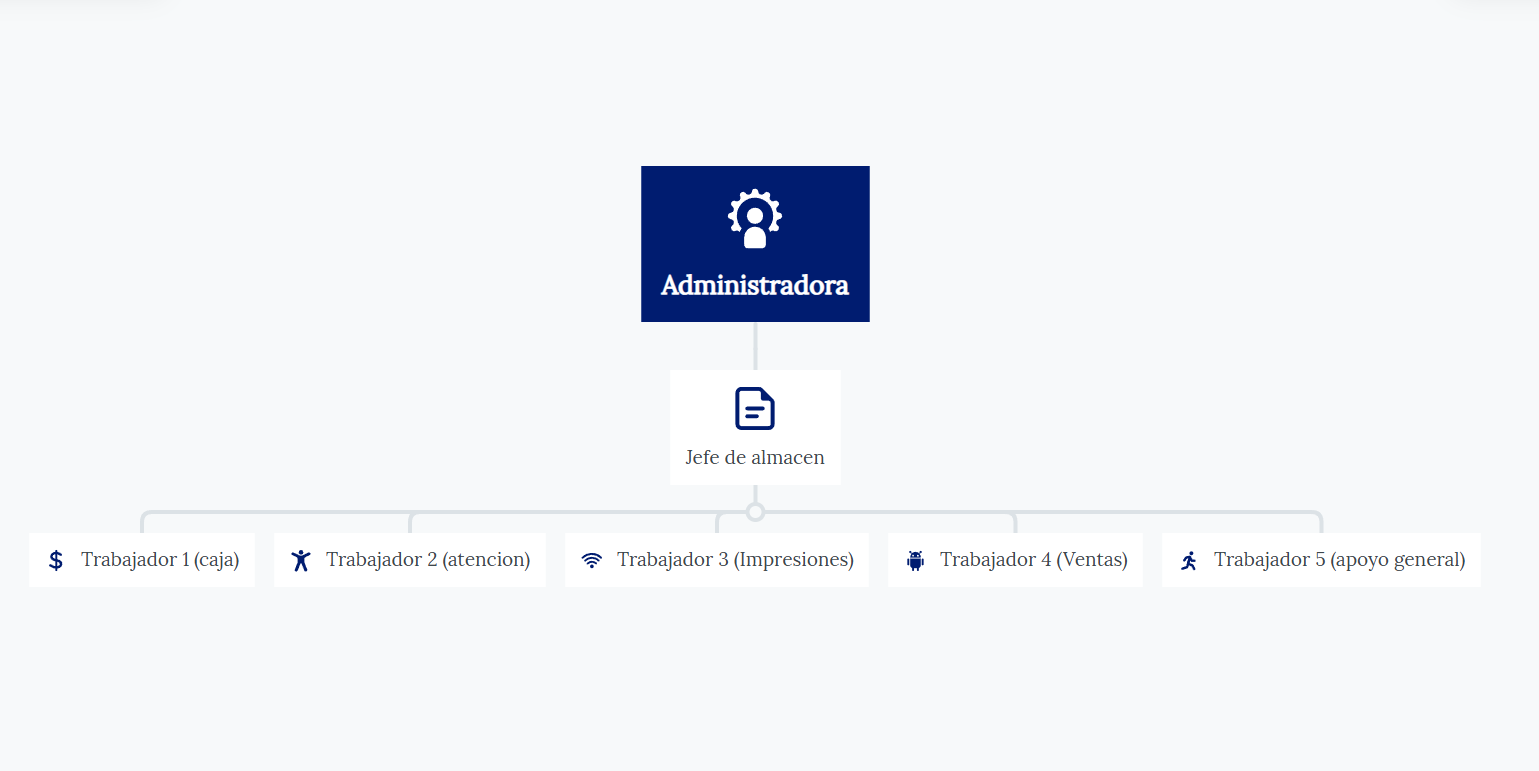 Administradora
Jefe de almacen
Trabajador 1 (caja)
Trabajador 2 (atencion)
Trabajador 3 (Impresiones)
Trabajador 4 (Ventas)
Trabajador 5 (apoyo general)